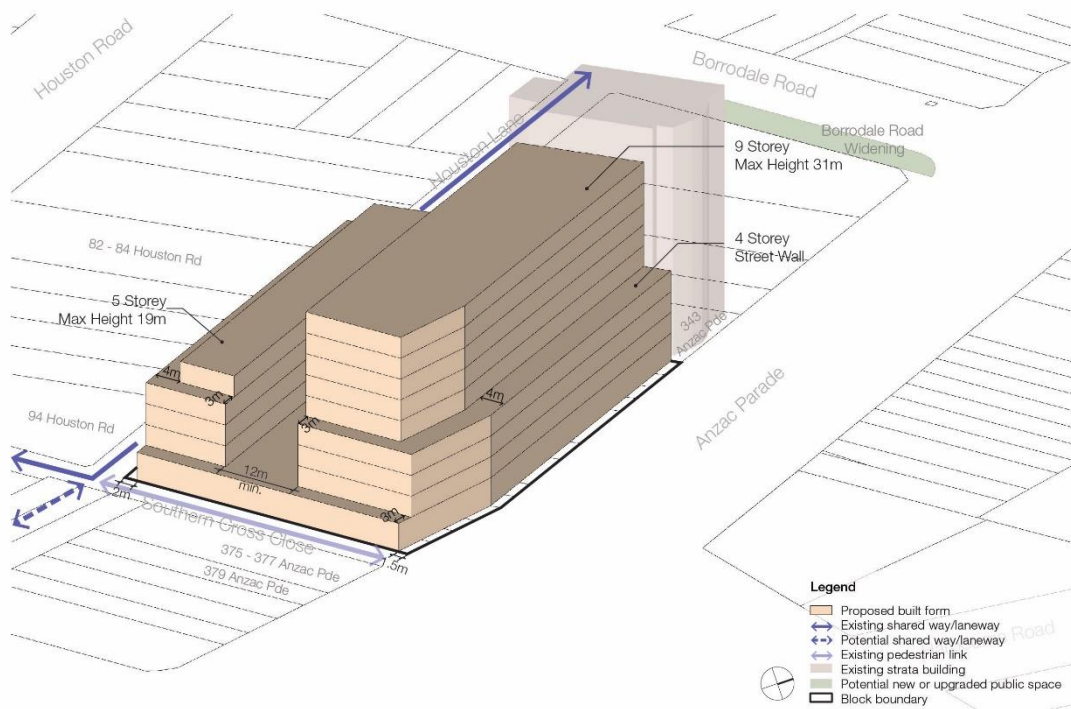 Houston Road
Borrodale Road
Houston Lane
Borrodale Road
Widening
9 Storey
Max Height 31m
4 Storey
Street Wall
82 - 84 Houston Rd
5 Storey
Max Height 19m
343
Anzac Pde
Anzac Parade
4m
3m
4m
3m
94 Houston Rd
12m
min.
2m
3m
Southern Cross Close
1.5m
375 - 377 Anzac Pde
379 Anzac Pde
Legend
Proposed built form
Existing shared way/laneway
Potential shared way/laneway
Existing pedestrian link
Existing strata building
Potential new or upgraded public space
Block boundary
Road